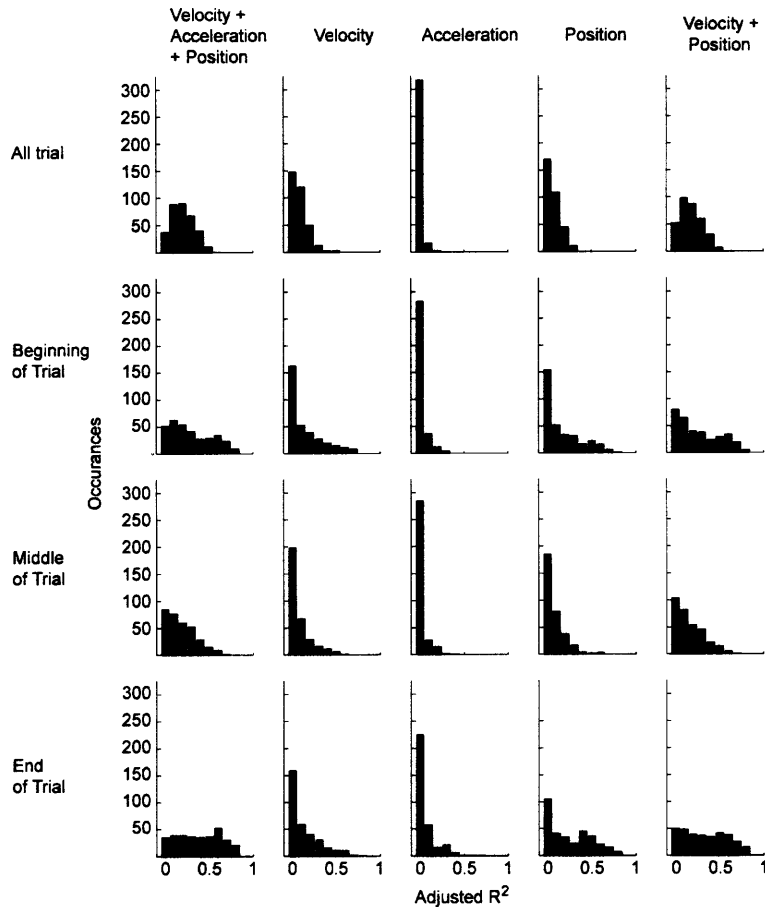 Velocity +
Acceleration
+ Position
Velocity
Acceleration
Position
Velocity +
Position
All trial
300
250
200
150
100
50
Beginning
of Trial
300
250
200
150
100
50
Occurances
Middle
of Trial
300
250
200
150
100
50
End
of Trial
300
250
200
150
100
50
0 0.5 1
0 0.5 1
0 0.5 1
0 0.5 1
0 0.5 1
Adjusted R²